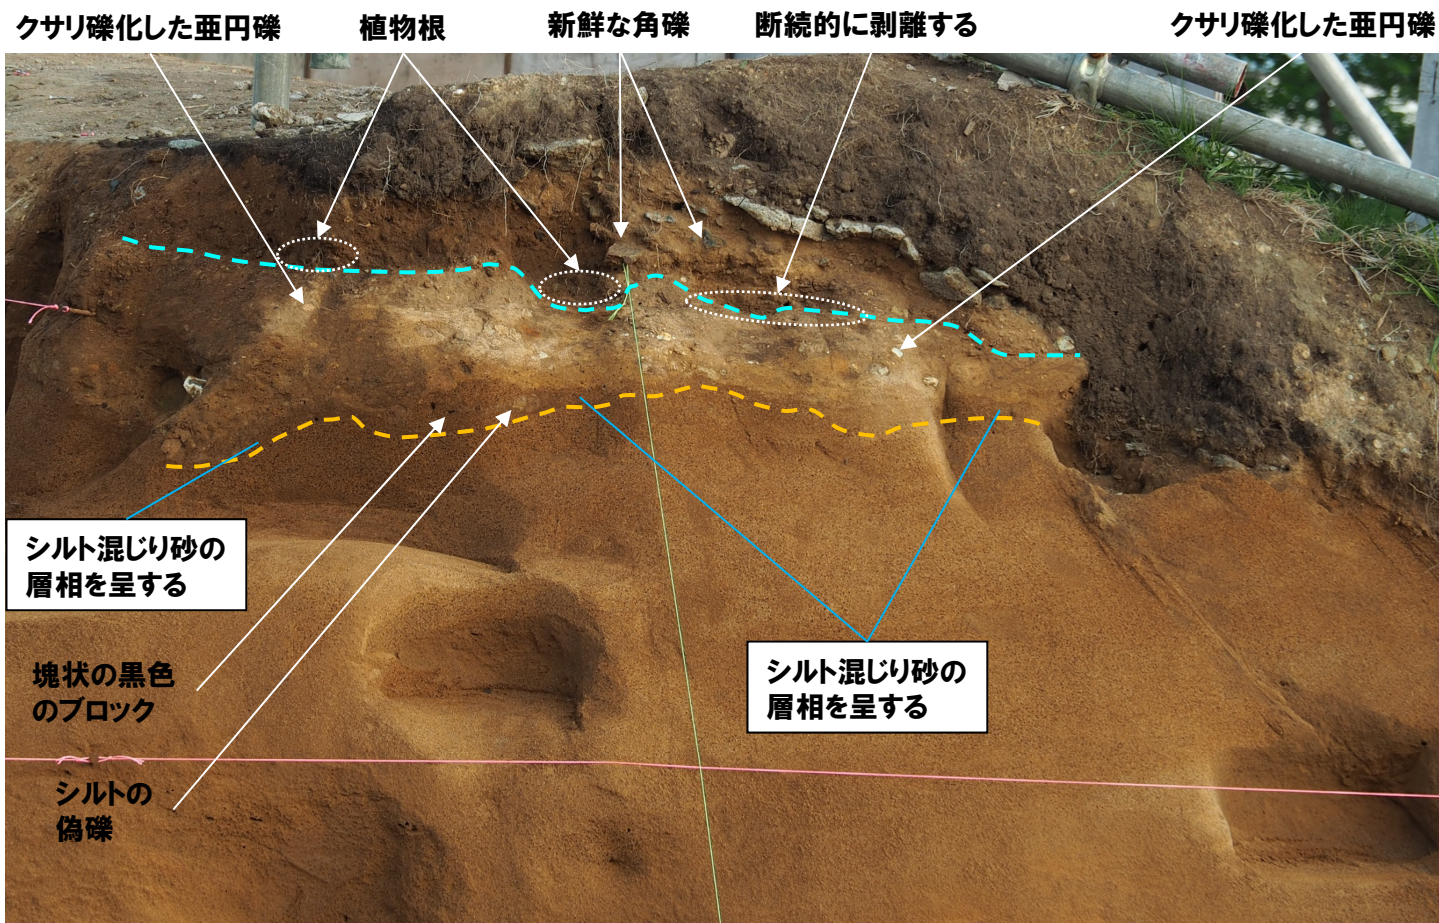 クサリ礫化した亜円礫
植物根
新鮮な角礫
断続的に剥離する
クサリ礫化した亜円礫
シルト混じり砂の
層相を呈する
塊状の黒色
のブロック
シルトの
偽礫
シルト混じり砂の
層相を呈する